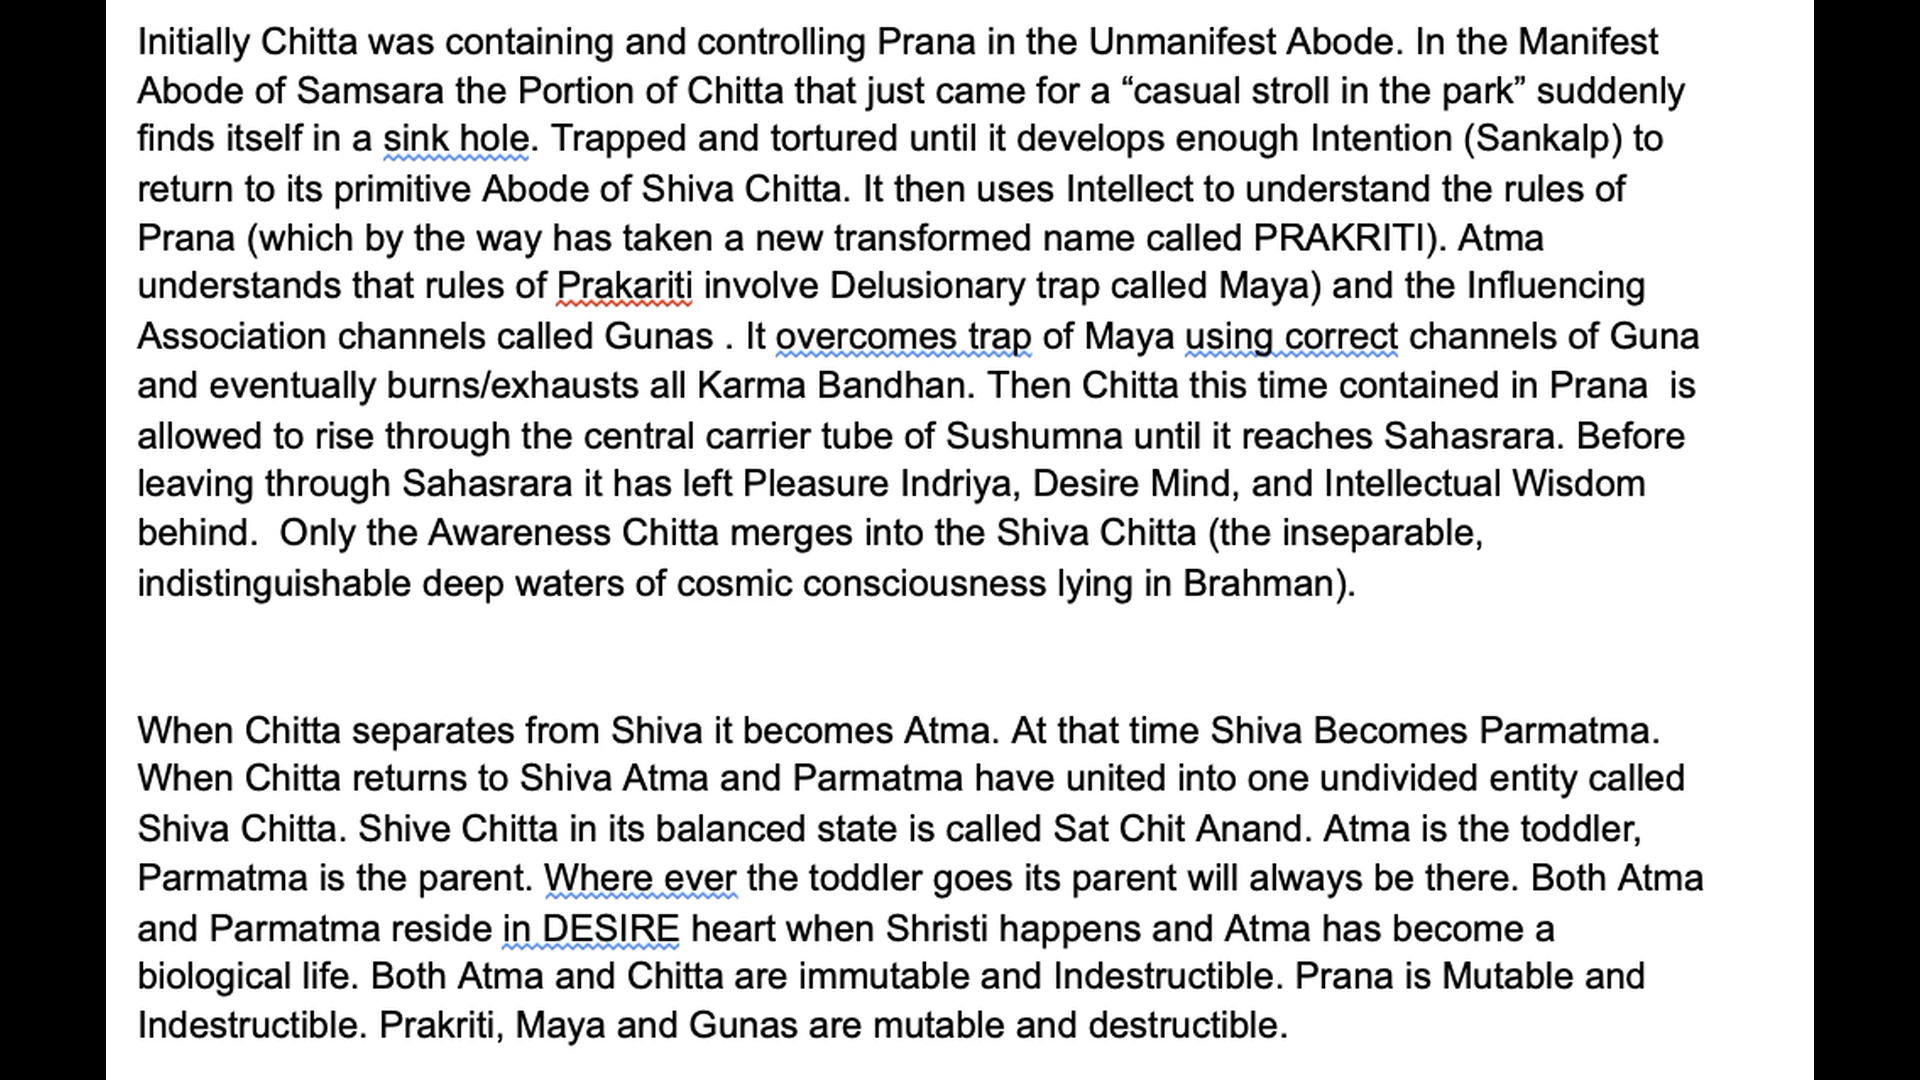 Initially Chitta was containing and controlling Prana in the Unmanifest Abode. In the Manifest
Abode of Samsara the Portion of Chitta that just came for a “casual stroll in the park” suddenly
finds itself in a sink hole. Trapped and tortured until it develops enough Intention (Sankalp) to
return to its primitive Abode of Shiva Chitta. It then uses Intellect to understand the rules of
Prana (which by the way has taken a new transformed name called PRAKRITI). Atma
understands that rules of Prakariti involve Delusionary trap called Maya) and the Influencing
Association channels called Gunas . It overcomes trap of Maya using correct channels of Guna
and eventually burns/exhausts all Karma Bandhan. Then Chitta this time contained in Prana  is
allowed to rise through the central carrier tube of Sushumna until it reaches Sahasrara. Before
leaving through Sahasrara it has left Pleasure Indriya, Desire Mind, and Intellectual Wisdom
behind.  Only the Awareness Chitta merges into the Shiva Chitta (the inseparable,
indistinguishable deep waters of cosmic consciousness lying in Brahman).
When Chitta separates from Shiva it becomes Atma. At that time Shiva Becomes Parmatma.
When Chitta returns to Shiva Atma and Parmatma have united into one undivided entity called
Shiva Chitta. Shive Chitta in its balanced state is called Sat Chit Anand. Atma is the toddler,
Parmatma is the parent. Where ever the toddler goes its parent will always be there. Both Atma
and Parmatma reside in DESIRE heart when Shristi happens and Atma has become a
biological life. Both Atma and Chitta are immutable and Indestructible. Prana is Mutable and
Indestructible. Prakriti, Maya and Gunas are mutable and destructible.